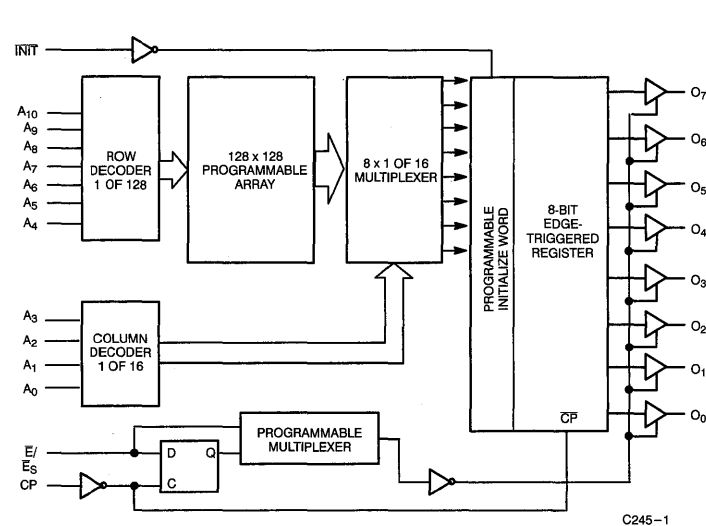 INIT
A10
A9
A8
A7
A6
A5
A4
ROW
DECODER
1 OF 128
128 x 128
PROGRAMMABLE
ARRAY
8 x 1 OF 16
MULTIPLEXER
PROGRAMMABLE
INITIALIZE WORD
8-BIT
EDGE-
TRIGGERED
REGISTER
CP
O7
O6
O5
O4
O3
O2
O1
O0
A3
A2
A1
A0
COLUMN
DECODER
1 OF 16
E/
ES
CP
D
Q
C
PROGRAMMABLE
MULTIPLEXER
C245-1